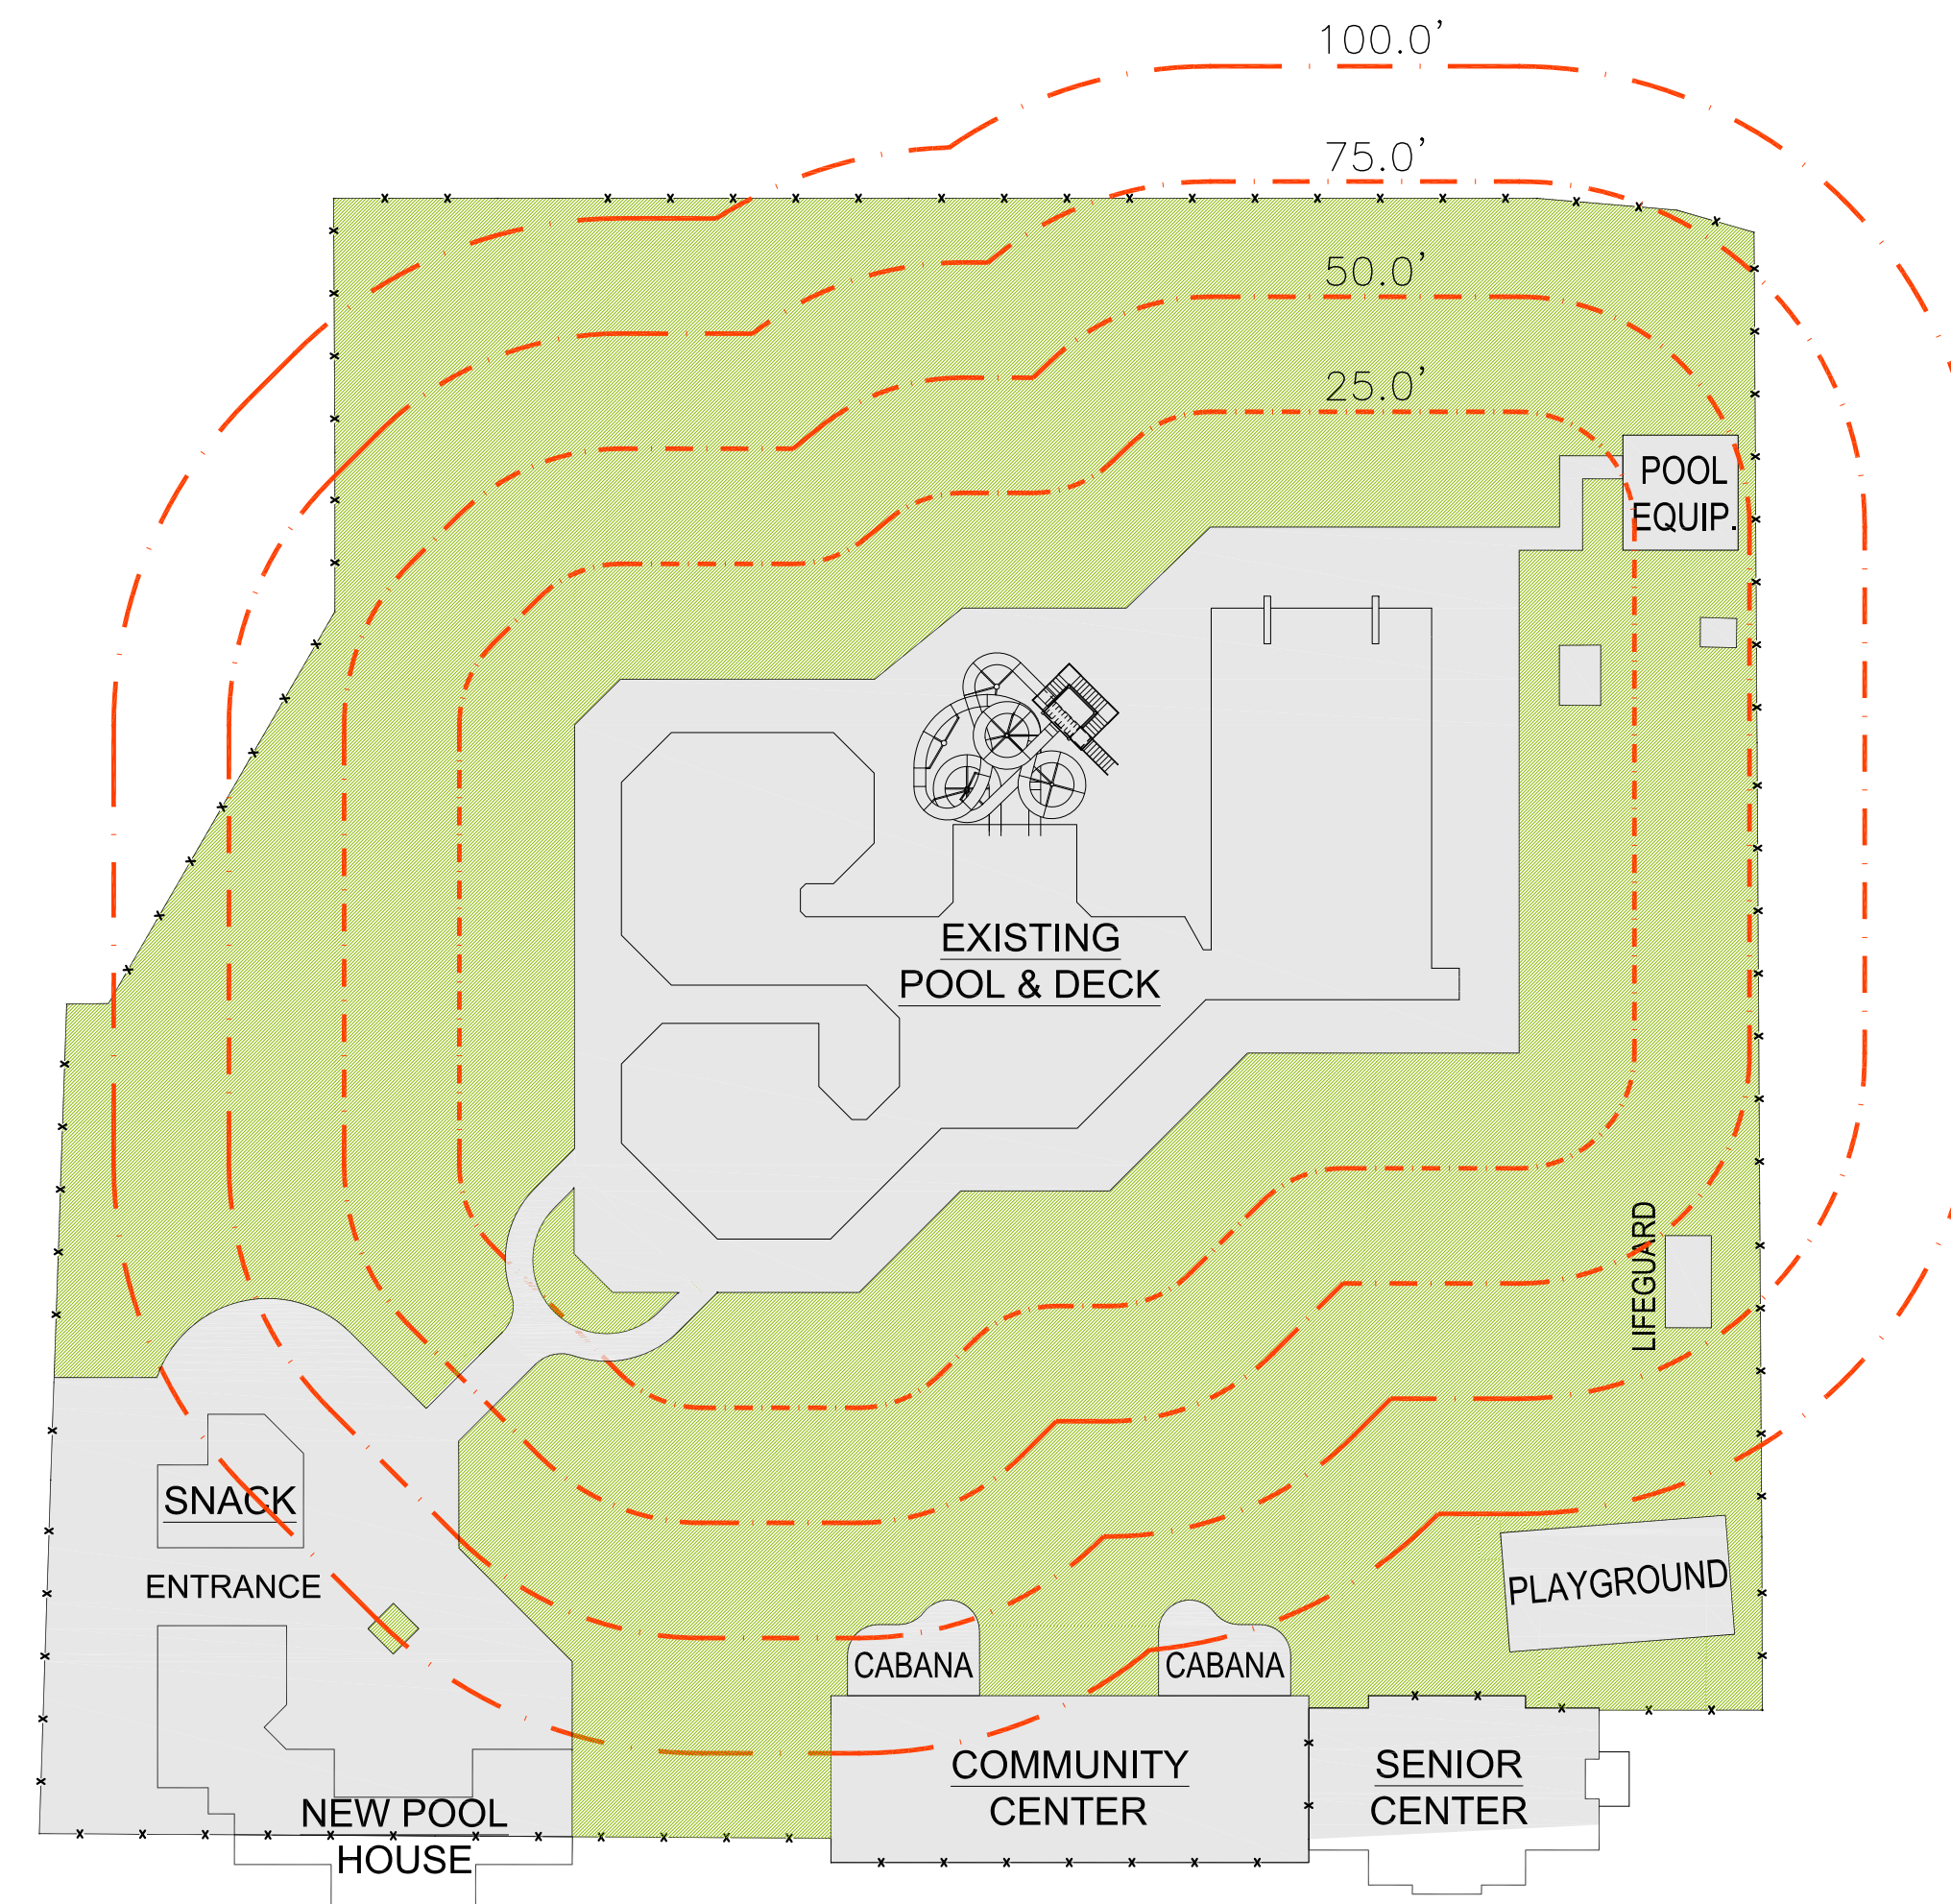 100.0'
75.0'
50.0'
25.0'
POOL
EQUIP.
EXISTING
POOL & DECK
LIFEGUARD
SNACK
ENTRANCE
PLAYGROUND
CABANA
CABANA
COMMUNITY
CENTER
SENIOR
CENTER
NEW POOL
HOUSE